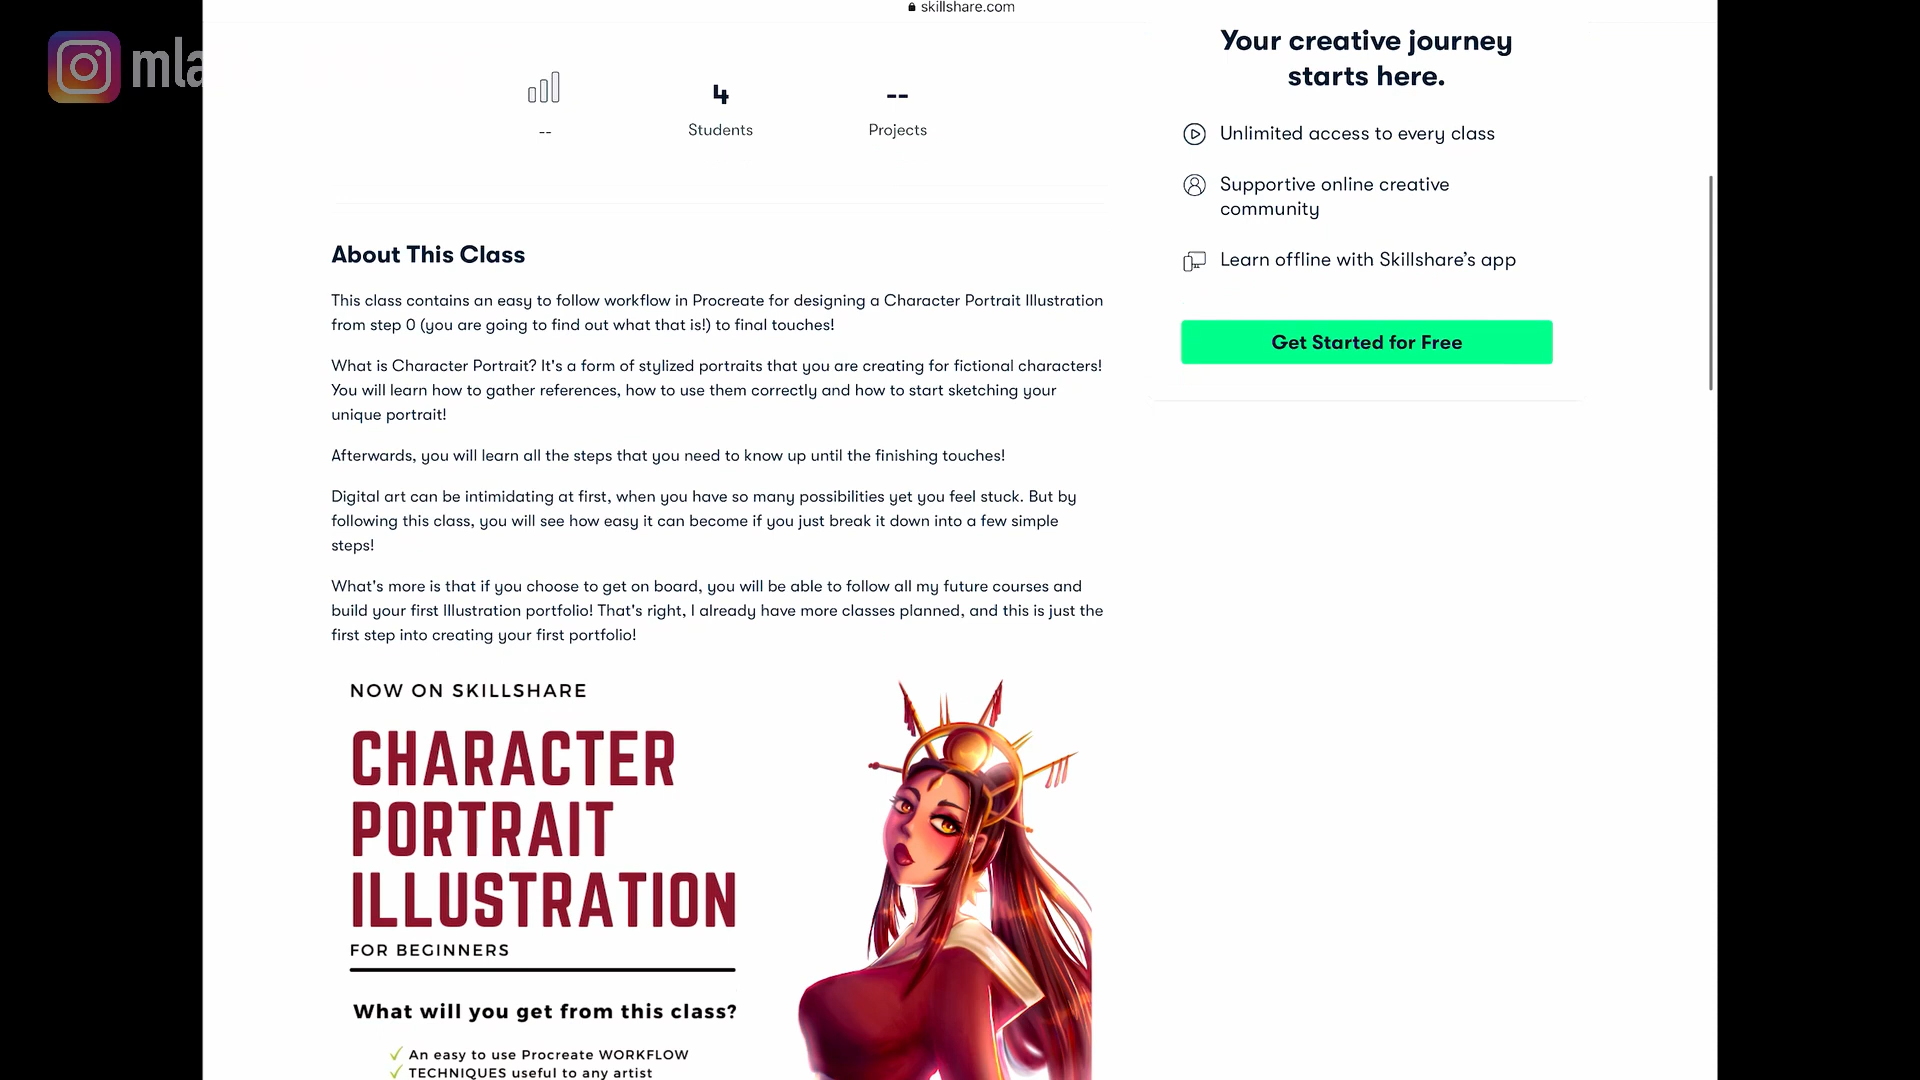 skillshare.com
mla
--
4
Students
--
Projects
Your creative journey
starts here.
Unlimited access to every class
Supportive online creative
community
Learn offline with Skillshare’s app
Get Started for Free
About This Class
This class contains an easy to follow workflow in Procreate for designing a Character Portrait Illustration
from step 0 (you are going to find out what that is!) to final touches!
What is Character Portrait? It's a form of stylized portraits that you are creating for fictional characters!
You will learn how to gather references, how to use them correctly and how to start sketching your
unique portrait!
Afterwards, you will learn all the steps that you need to know up until the finishing touches!
Digital art can be intimidating at first, when you have so many possibilities yet you feel stuck. But by
following this class, you will see how easy it can become if you just break it down into a few simple
steps!
What's more is that if you choose to get on board, you will be able to follow all my future courses and
build your first Illustration portfolio! That's right, I already have more classes planned, and this is just the
first step into creating your first portfolio!
NOW ON SKILLSHARE
CHARACTER
PORTRAIT
ILLUSTRATION
FOR BEGINNERS
What will you get from this class?
An easy to use Procreate WORKFLOW
TECHNIQUES useful to any artist